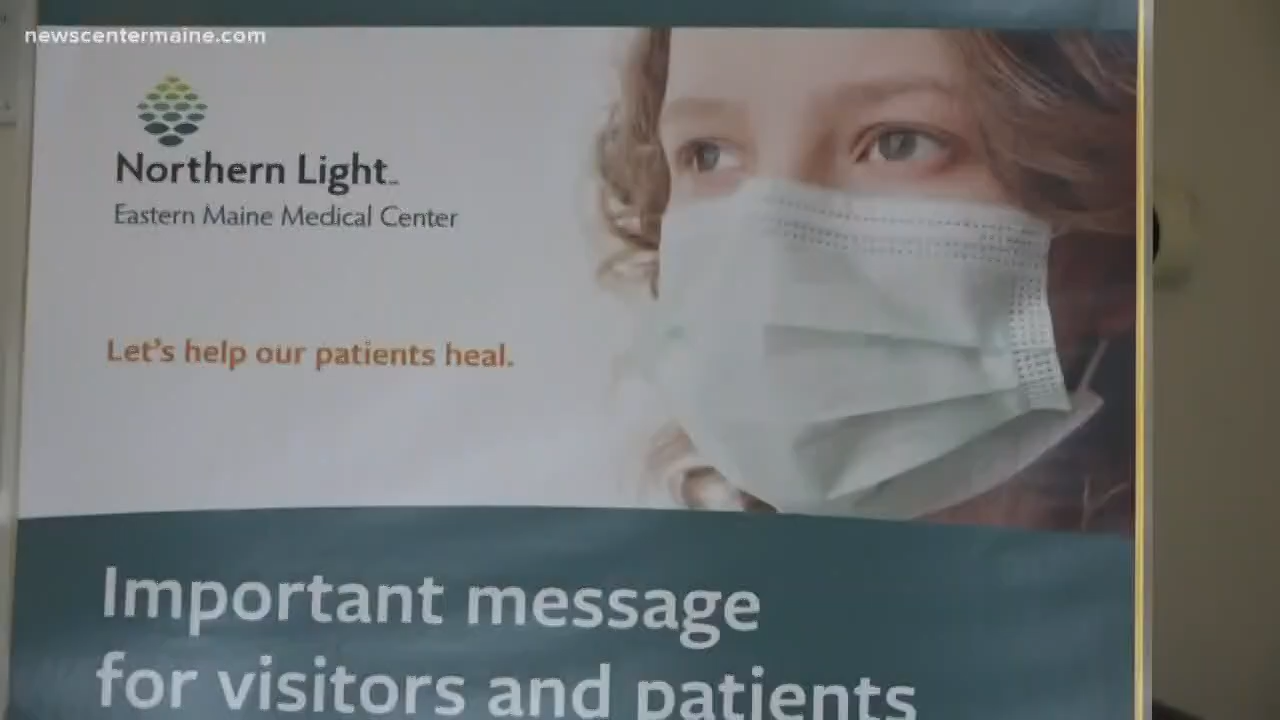 newscentermaine.com
Northern Light
Eastern Maine Medical Center
Let's help our patients heal.
Important message
for visitors and patients